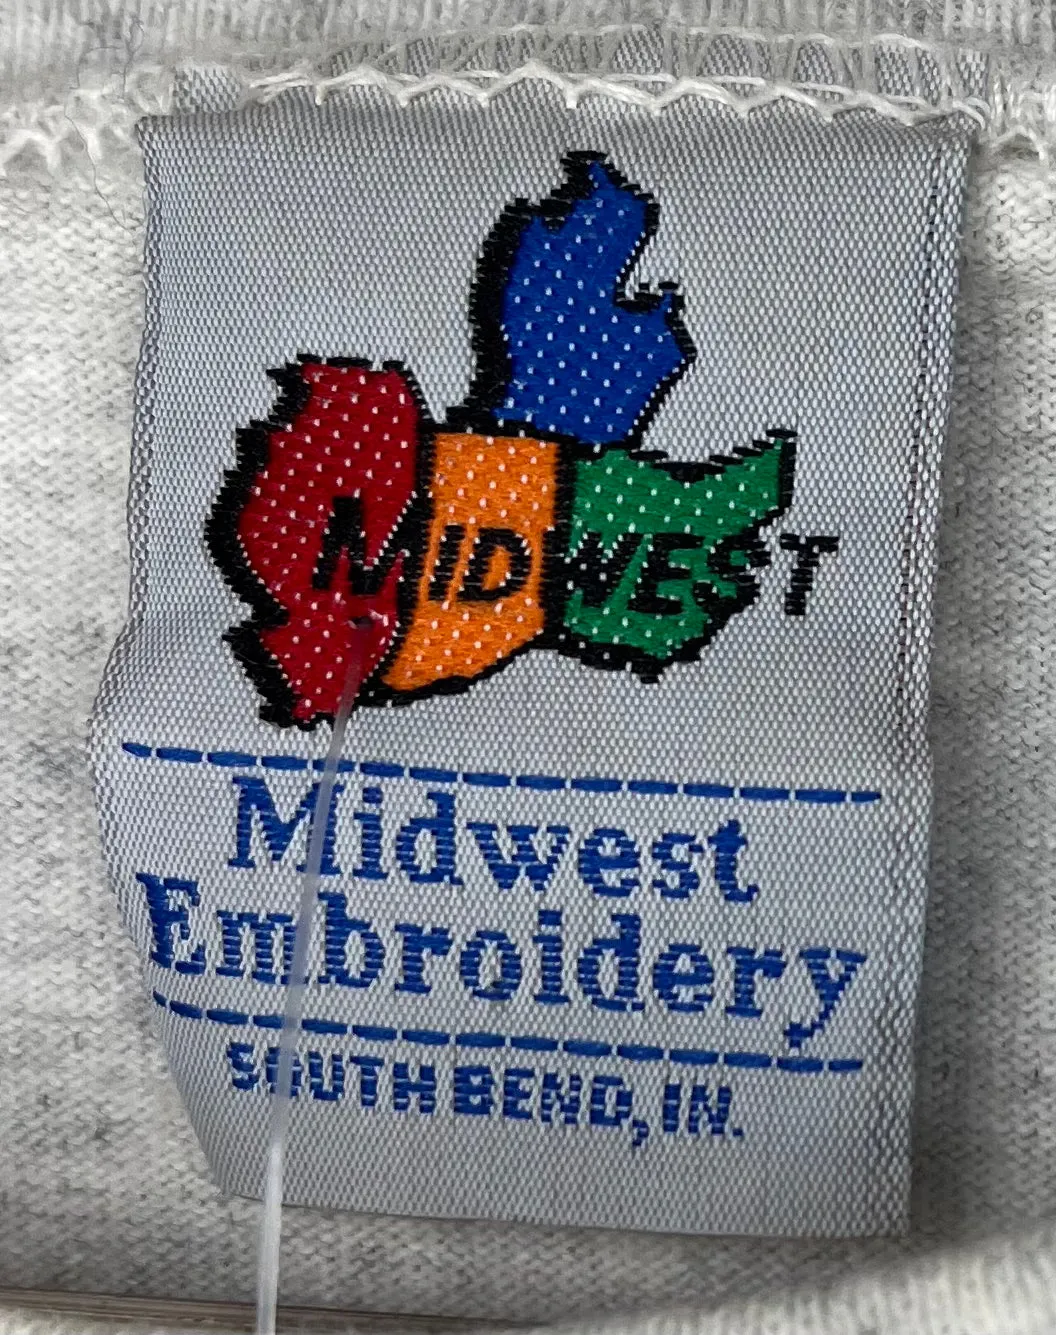 MIDWEST
Midwest
Embroidery
SOUTH BEND, IN.